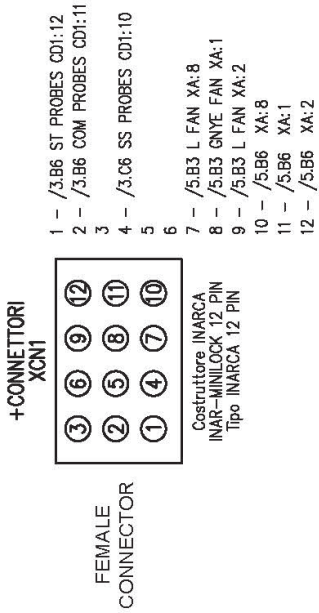 +CONNETTORI
XCN1
FEMALE
CONNECTOR
3 6 9 12
2 5 8 11
1 4 7 10
Costruttore INARCA
INAR-MINILOCK 12 PIN
Tipo INARCA 12 PIN
1 - /3.B6 ST PROBES CD1:12
2 - /3.B6 COM PROBES CD1:11
3
4 - /3.C6 SS PROBES CD1:10
5
6
7 - /5.B3 L FAN XA:8
8 - /5.B3 GNYE FAN XA:1
9 - /5.B3 L FAN XA:2
10 - /5.B6 XA:8
11 - /5.B6 XA:1
12 - /5.B6 XA:2